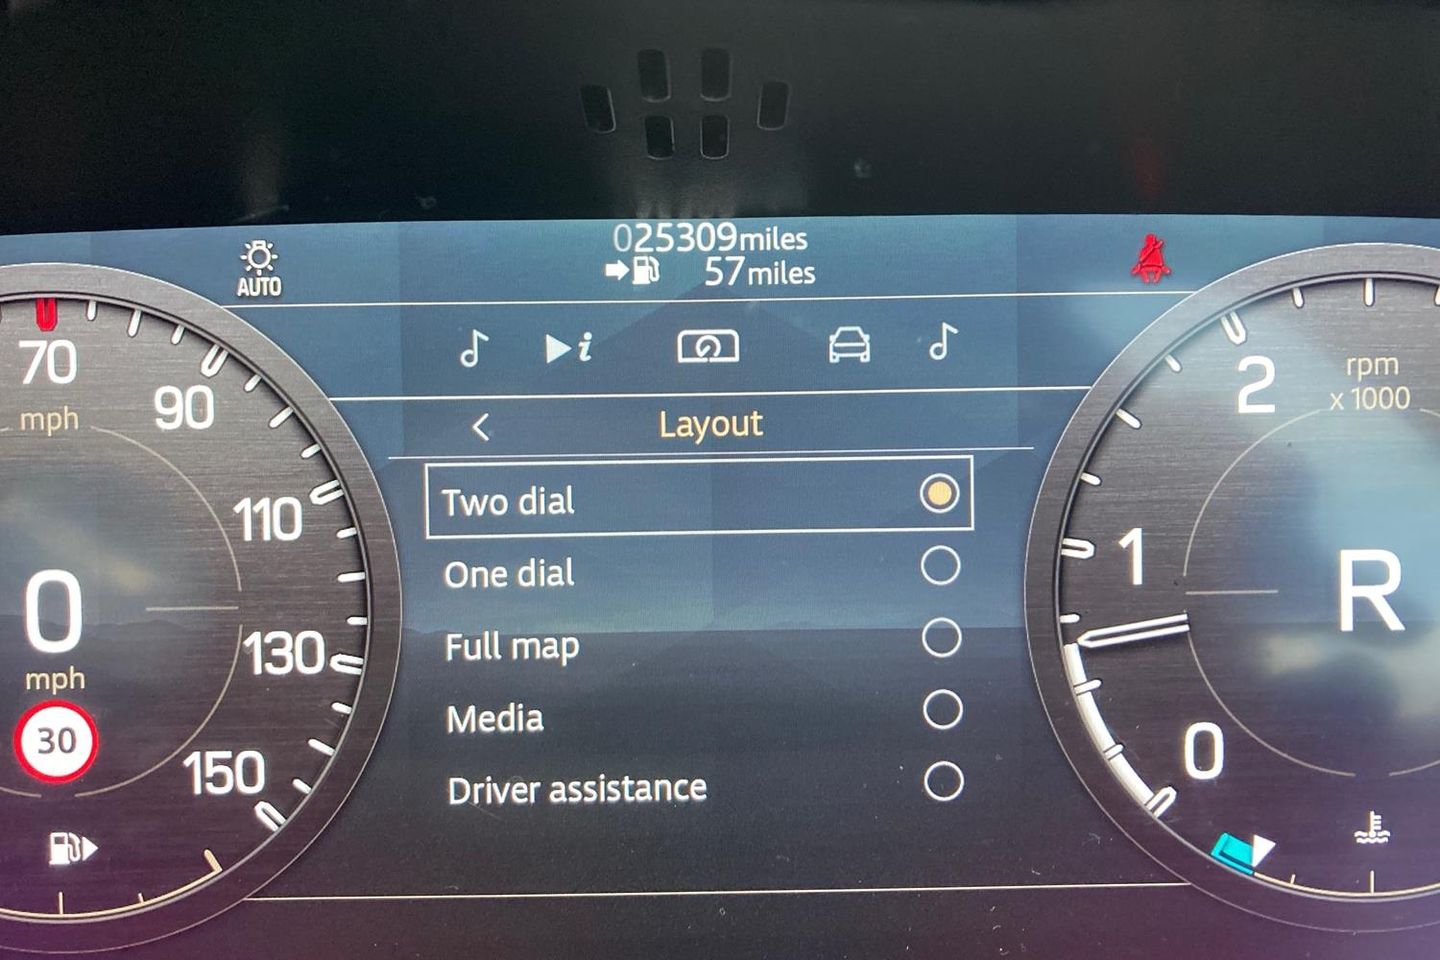 025309miles
57miles
AUTO
i
70
mph
90
110
130
150
0
mph
30
Layout
Two dial
One dial
Full map
Media
Driver assistance
2
rpm
x 1000
1
0
R